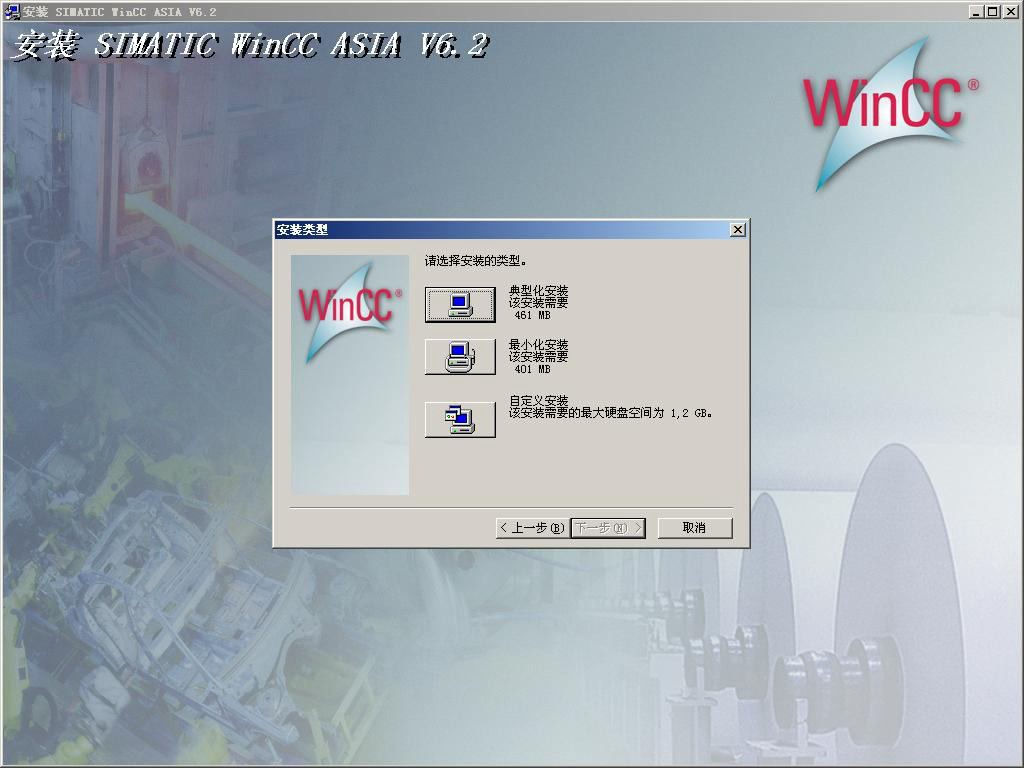 安装 SIMATIC WinCC ASIA V6.2
安装 SIMATIC WinCC ASIA V6.2
WinCC®
安装类型
WinCC®
请选择安装的类型。
典型化安装
该安装需要
461 MB
最小化安装
该安装需要
401 MB
自定义安装
该安装需要的最大硬盘空间为 1,2 GB。
< 上一步(B)
下一步(N) >
取消